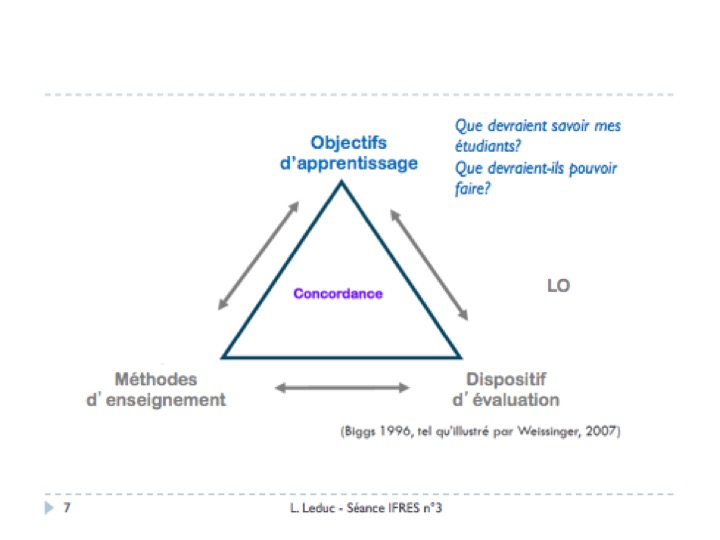 Que devraient savoir mes
étudiants?
Que devraient-ils pouvoir
faire?
Objectifs
d'apprentissage
Concordance
LO
Méthodes
d' enseignement
Dispositif
d' évaluation
(Biggs 1996, tel qu'illustré par Weissinger, 2007)
7
L. Leduc - Séance IFRES n°3